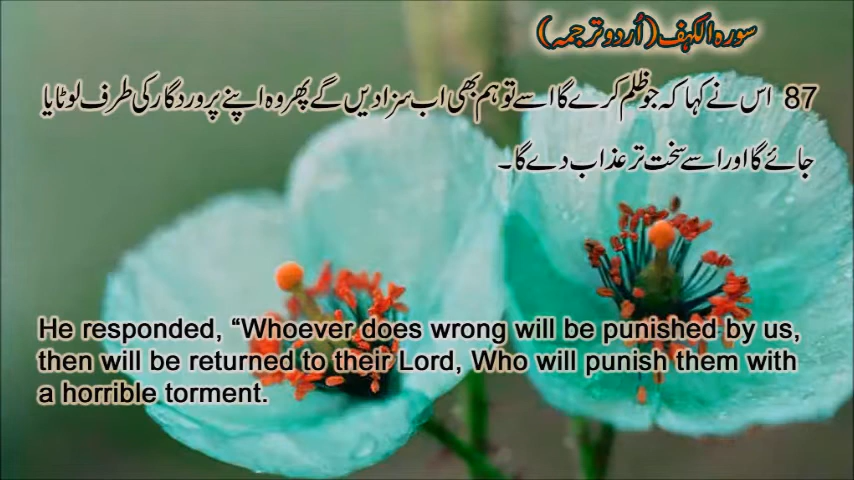 سورہ الکہف (اُردو ترجمہ)
87 اس نے کہا کہ جو ظلم کرے گا اسے تو ہم بھی اب سزا دیں گے پھر وہ اپنے پروردگار کی طرف لوٹایا
جائے گا اور اسے سخت تر عذاب دے گا۔
He responded, “Whoever does wrong will be punished by us,
then will be returned to their Lord, Who will punish them with
a horrible torment.